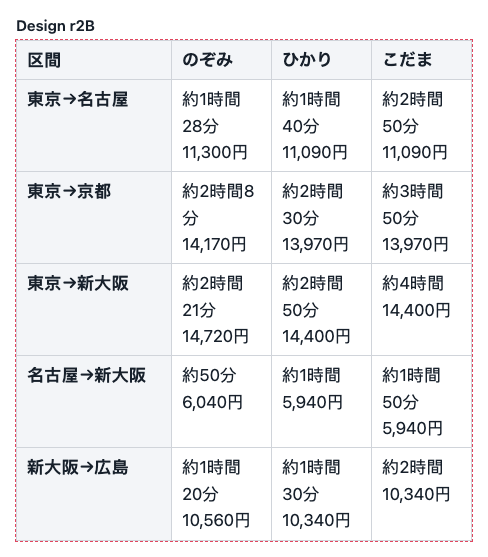 Design r2B
区間 のぞみ ひかり こだま
東京→名古屋 約1時間 約1時間 約2時間
28分 40分 50分
11,300円 11,090円 11,090円
東京→京都 約2時間8 約2時間 約3時間
分 30分 50分
14,170円 13,970円 13,970円
東京→新大阪 約2時間 約2時間 約4時間
21分 50分 14,400円
14,720円 14,400円
名古屋→新大阪 約50分 約1時間 約1時間
6,040円 5,940円 50分
5,940円
新大阪→広島 約1時間 約1時間 約2時間
20分 30分 10,340円
10,560円 10,340円